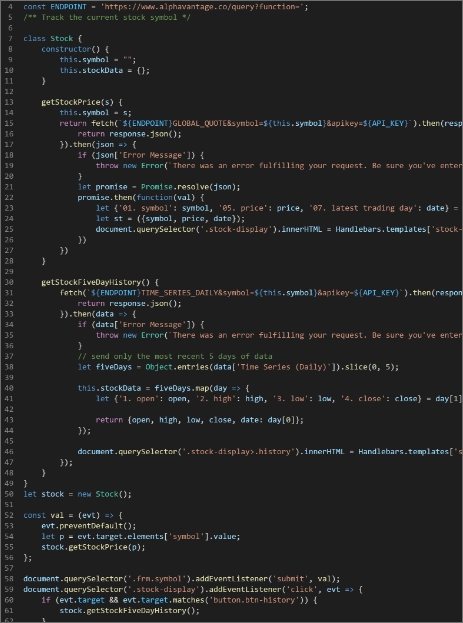 4 const ENDPOINT = 'https://www.alphavantage.co/query?function=';
5 /** Track the current stock symbol */
6
7 class Stock {
8     constructor() {
9         this.symbol = "";
10         this.stockData = {};
11     }
12
13     getStockPrice(s) {
14         this.symbol = s;
15         return fetch(`${ENDPOINT}GLOBAL_QUOTE&symbol=${this.symbol}&apikey=${API_KEY}`).then(res
16             return response.json();
17         }).then(json => {
18             if (json['Error Message']) {
19                 throw new Error(`There was an error fulfilling your request. Be sure you've enter
20             }
21             let promise = Promise.resolve(json);
22             promise.then(function(val) {
23                 let {'01. symbol': symbol, '05. price': price, '07. latest trading day': date} =
24                 let st = ({symbol, price, date});
25                 document.querySelector('.stock-display').innerHTML = Handlebars.templates['stock-
26             })
27         })
28     }
29
30     getStockFiveDayHistory() {
31         fetch(`${ENDPOINT}TIME_SERIES_DAILY&symbol=${this.symbol}&apikey=${API_KEY}`).then(respon
32             return response.json();
33         }).then(data => {
34             if (data['Error Message']) {
35                 throw new Error(`There was an error fulfilling your request. Be sure you've enter
36             }
37             // send only the most recent 5 days of data
38             let fiveDays = Object.entries(data['Time Series (Daily)']).slice(0, 5);
39
40             this.stockData = fiveDays.map(day => {
41                 let {'1. open': open, '2. high': high, '3. low': low, '4. close': close} = day[1]
42
43                 return {open, high, low, close, date: day[0]};
44             });
45
46             document.querySelector('.stock-display>.history').innerHTML = Handlebars.templates['s
47         });
48     }
49 }
50 let stock = new Stock();
51
52 const val = (evt) => {
53     evt.preventDefault();
54     let p = evt.target.elements['symbol'].value;
55     stock.getStockPrice(p);
56 };
57
58 document.querySelector('.frm.symbol').addEventListener('submit', val);
59 document.querySelector('.stock-display').addEventListener('click', evt => {
60     if (evt.target && evt.target.matches('button.btn-history')) {
61         stock.getStockFiveDayHistory();
62     }